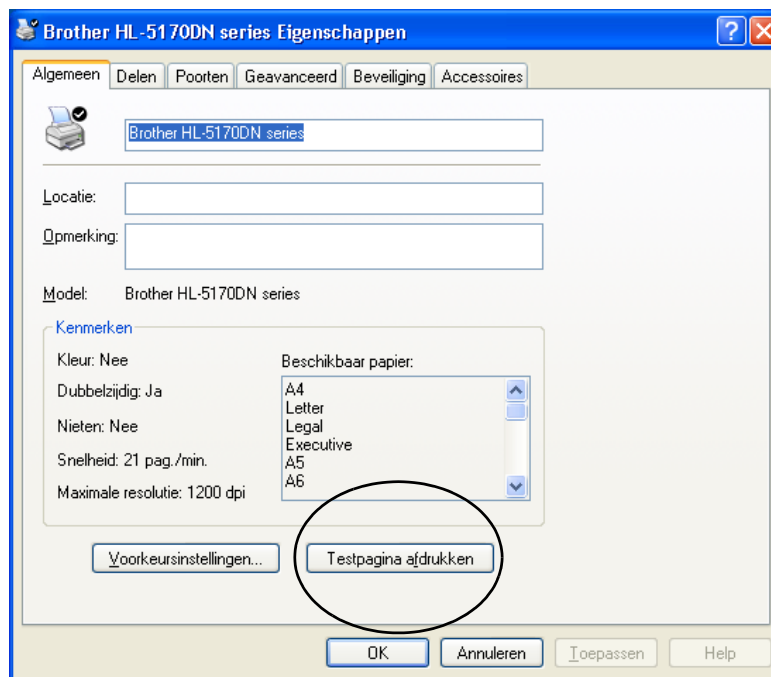 Brother HL-5170DN series Eigenschappen
Algemeen Delen Poorten Geavanceerd Beveiliging Accessoires
Brother HL-5170DN series
Locatie:
Opmerking:
Model: Brother HL-5170DN series
Kenmerken
Kleur: Nee
Beschikbaar papier:
Dubbelzijdig: Ja
Nieten: Nee
Snelheid: 21 pag./min.
Maximale resolutie: 1200 dpi
A4
Letter
Legal
Executive
A5
A6
Voorkeursinstellingen... Testpagina afdrukken
OK Annuleren Toepassen Help